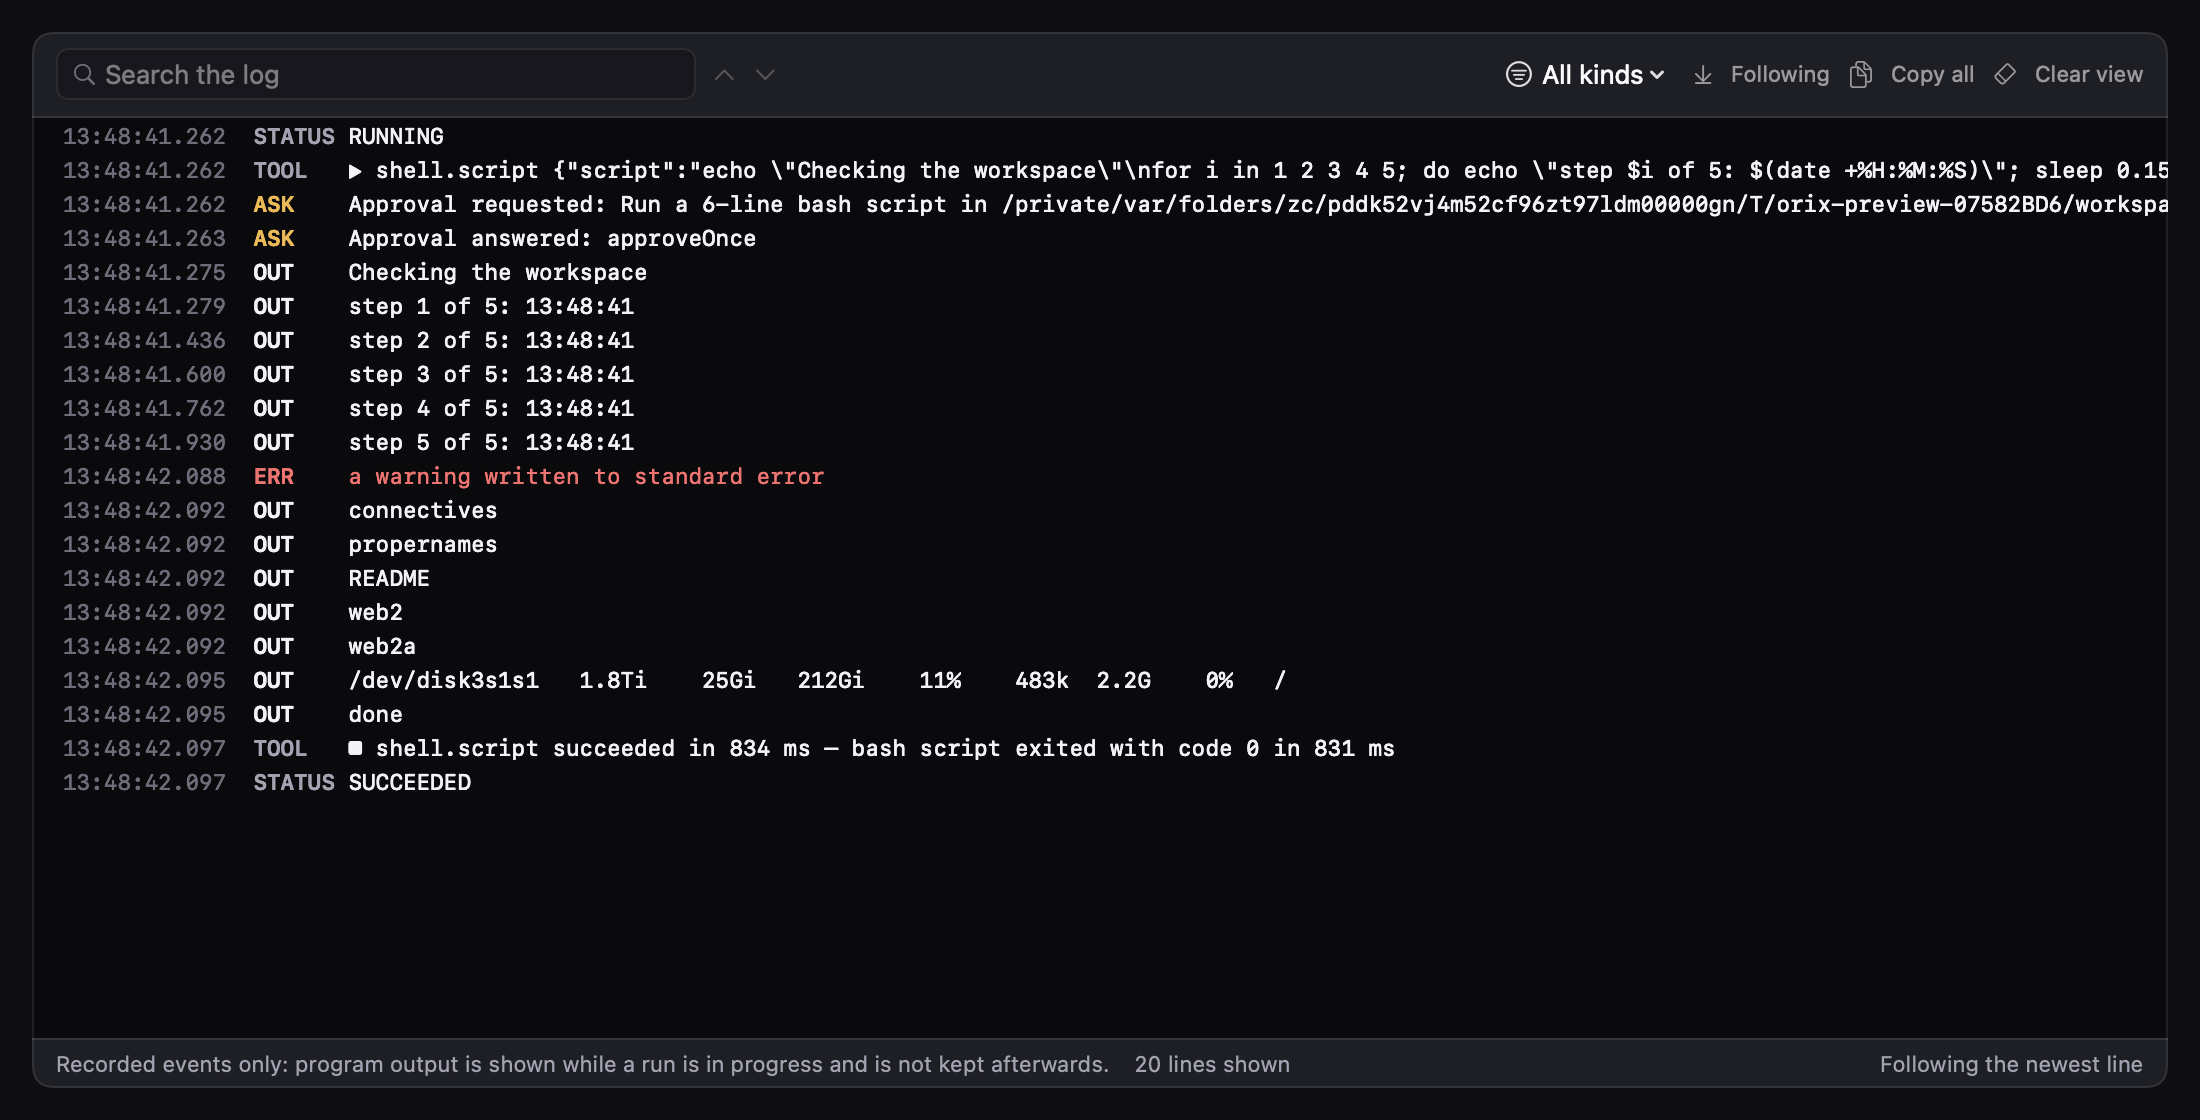 Search the log All kinds Following Copy all Clear view
13:48:41.262 STATUS RUNNING
13:48:41.262 TOOL ▶ shell.script {"script":"echo \"Checking the workspace\"\nfor i in 1 2 3 4 5; do echo \"step $i of 5: $(date +%H:%M:%S)\"; sleep 0.15
13:48:41.262 ASK Approval requested: Run a 6-line bash script in /private/var/folders/zc/pddk52vj4m52cf96zt97ldm00000gn/T/orix-preview-07582BD6/workspa
13:48:41.263 ASK Approval answered: approveOnce
13:48:41.275 OUT Checking the workspace
13:48:41.279 OUT step 1 of 5: 13:48:41
13:48:41.436 OUT step 2 of 5: 13:48:41
13:48:41.600 OUT step 3 of 5: 13:48:41
13:48:41.762 OUT step 4 of 5: 13:48:41
13:48:41.930 OUT step 5 of 5: 13:48:41
13:48:42.088 ERR a warning written to standard error
13:48:42.092 OUT connectives
13:48:42.092 OUT propernames
13:48:42.092 OUT README
13:48:42.092 OUT web2
13:48:42.092 OUT web2a
13:48:42.095 OUT /dev/disk3s1s1 1.8Ti 25Gi 212Gi 11% 483k 2.2G 0% /
13:48:42.095 OUT done
13:48:42.097 TOOL ■ shell.script succeeded in 834 ms — bash script exited with code 0 in 831 ms
13:48:42.097 STATUS SUCCEEDED
Recorded events only: program output is shown while a run is in progress and is not kept afterwards. 20 lines shown Following the newest line